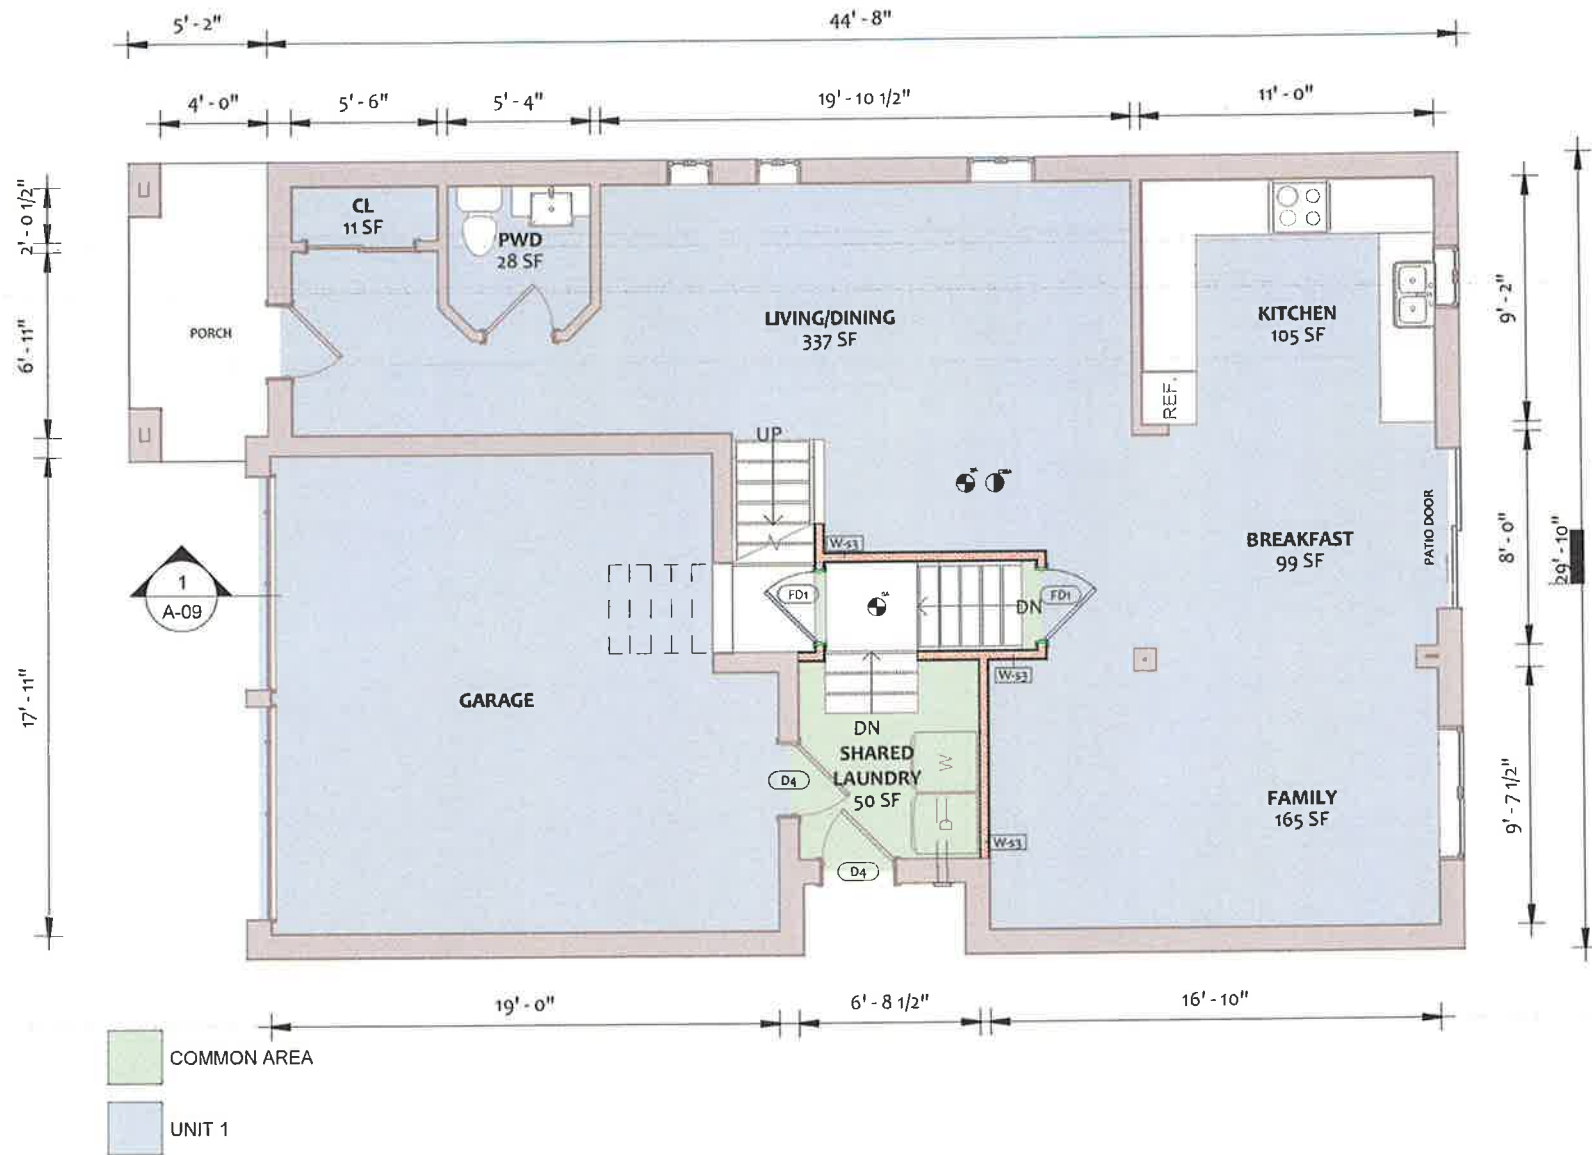 5'-2"
44'-8"
4'-0"
5'-6"
5'-4"
19'-10 1/2"
11'-0"
2'-0 1/2"
6'-11"
17'-11"
CL
11 SF
PWD
28 SF
PORCH
LIVING/DINING
337 SF
KITCHEN
105 SF
REF.
9'-2"
8'-0"
29'-10"
9'-7 1/2"
UP
PATIO DOOR
BREAKFAST
99 SF
W-s3
1
A-09
FD1
DN
FD1
W-s3
GARAGE
DN
SHARED
LAUNDRY
50 SF
W
D
D4
D4
W-s3
FAMILY
165 SF
19'-0"
6'-8 1/2"
16'-10"
COMMON AREA
UNIT 1